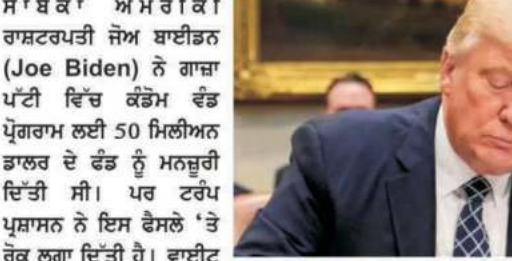 ਸਾਬਕਾ ਅਮਰੀਕੀ
ਰਾਸ਼ਟਰਪਤੀ ਜੋਅ ਬਾਈਡਨ
(Joe Biden) ਨੇ ਗਾਜ਼ਾ
ਪੱਟੀ ਵਿੱਚ ਕੰਡੋਮ ਵੰਡ
ਪ੍ਰੋਗਰਾਮ ਲਈ 50 ਮਿਲੀਅਨ
ਡਾਲਰ ਦੇ ਫੰਡ ਨੂੰ ਮਨਜ਼ੂਰੀ
ਦਿੱਤੀ ਸੀ। ਪਰ ਟਰੰਪ
ਪ੍ਰਸ਼ਾਸਨ ਨੇ ਇਸ ਫੈਸਲੇ ‘ਤੇ
ਰੋਕ ਲਗਾ ਦਿੱਤੀ ਹੈ। ਵਾਈਟ